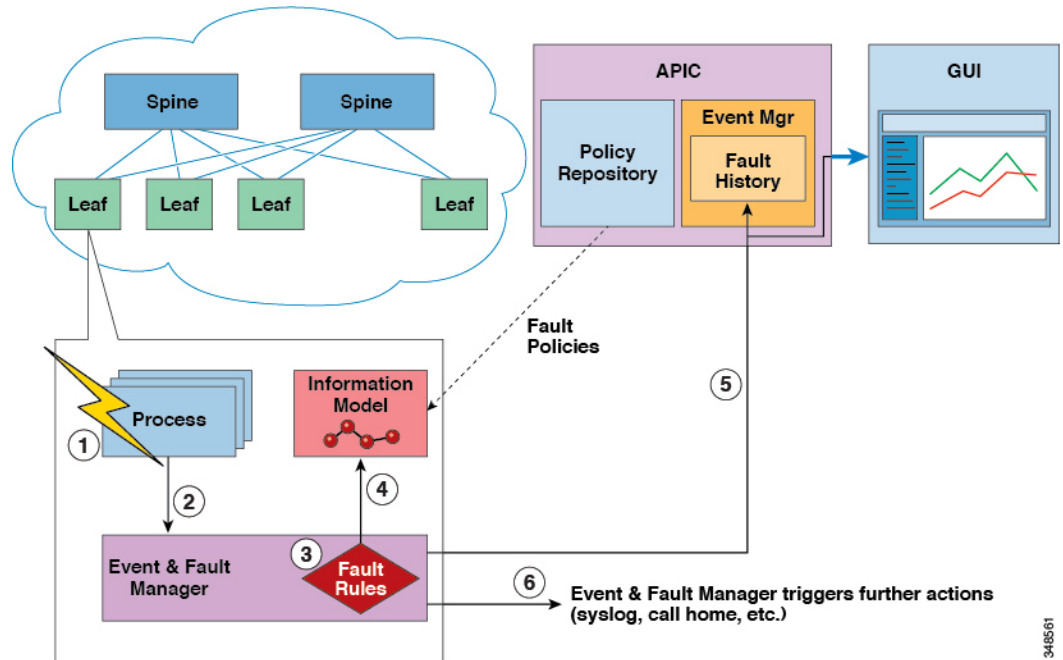 Spine
Spine
Leaf
Leaf
Leaf
Leaf
APIC
Policy
Repository
Event Mgr
Fault
History
GUI
Fault
Policies
1
Process
2
Information
Model
4
3
Event & Fault
Manager
Fault
Rules
5
6
Event & Fault Manager triggers further actions
(syslog, call home, etc.)
348561